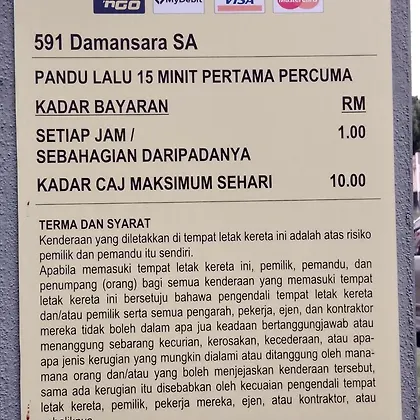 nGO MyDebit VISA MasterCard
591 Damansara SA
PANDU LALU 15 MINIT PERTAMA PERCUMA
KADAR BAYARAN RM
SETIAP JAM / 1.00
SEBAHAGIAN DARIPADANYA
KADAR CAJ MAKSIMUM SEHARI 10.00
TERMA DAN SYARAT
Kenderaan yang diletakkan di tempat letak kereta ini adalah atas risiko
pemilik dan pemandu itu sendiri.
Apabila memasuki tempat letak kereta ini, pemilik, pemandu, dan
penumpang (orang) bagi semua kenderaan yang memasuki tempat
letak kereta ini bersetuju bahawa pengendali tempat letak kereta
dan/atau pemilik serta semua pengarah, pekerja, ejen, dan kontraktor
mereka tidak boleh dalam apa jua keadaan bertanggungjawab atau
menanggung sebarang kecurian, kerosakan, kecederaan, atau apa-
apa jenis kerugian yang mungkin dialami atau ditanggung oleh mana-
mana orang dan/atau yang boleh menjejaskan kenderaan tersebut,
sama ada kerugian itu disebabkan oleh kecuaian pengendali tempat
letak kereta, pemilik, pekerja mereka, ejen, atau kontraktor, atau